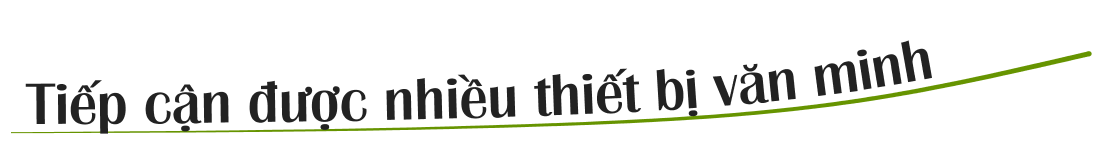 Tiếp cận được nhiều thiết bị văn minh